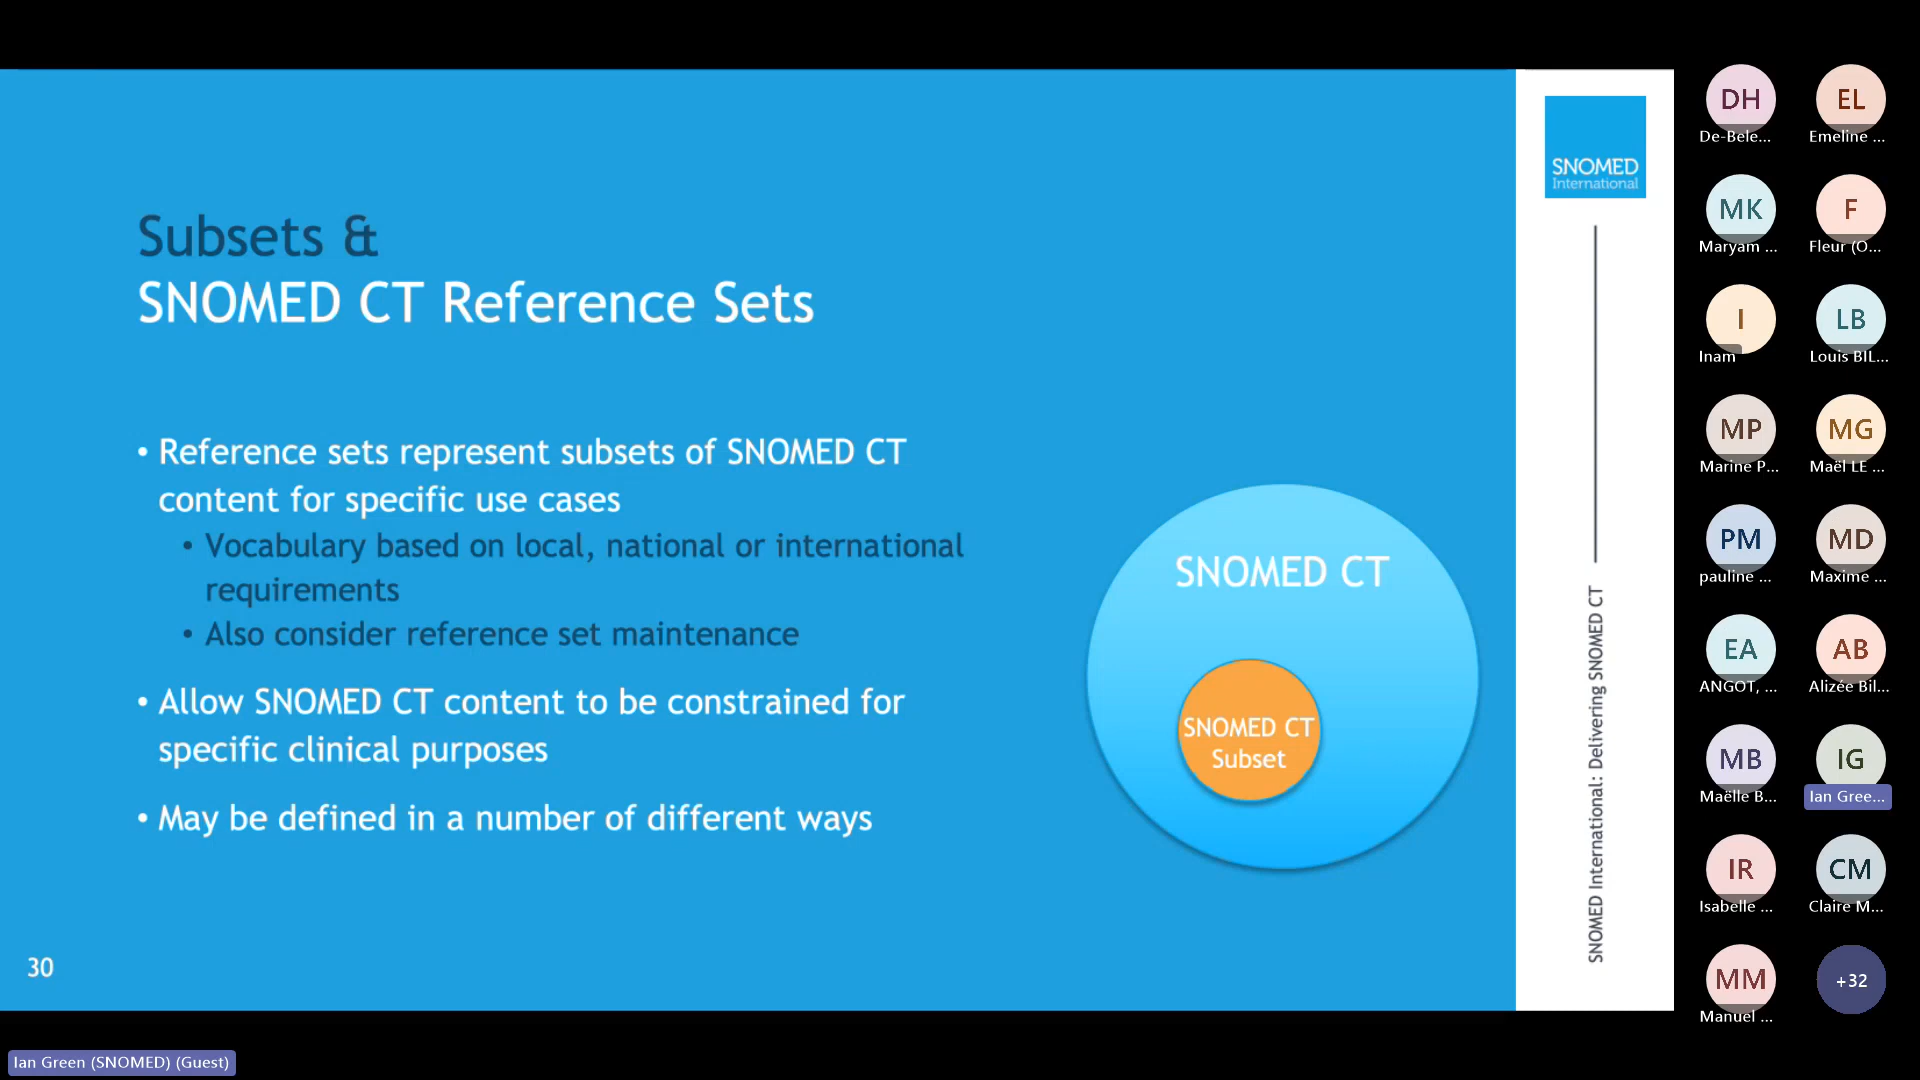 Subsets &
SNOMED CT Reference Sets
• Reference sets represent subsets of SNOMED CT
content for specific use cases
• Vocabulary based on local, national or international
requirements
• Also consider reference set maintenance
• Allow SNOMED CT content to be constrained for
specific clinical purposes
• May be defined in a number of different ways
SNOMED CT
SNOMED CT
Subset
30
SNOMED
International
SNOMED International: Delivering SNOMED CT
DH
De-Bele...
EL
Emeline ...
MK
Maryam ...
F
Fleur (O...
I
Inam
LB
Louis BIL...
MP
Marine P...
MG
Maël LE ...
PM
pauline ...
MD
Maxime ...
EA
ANGOT, ...
AB
Alizée Bil...
MB
Maëlle B...
IG
Ian Gree...
IR
Isabelle ...
CM
Claire M...
MM
Manuel ...
+32
Ian Green (SNOMED) (Guest)